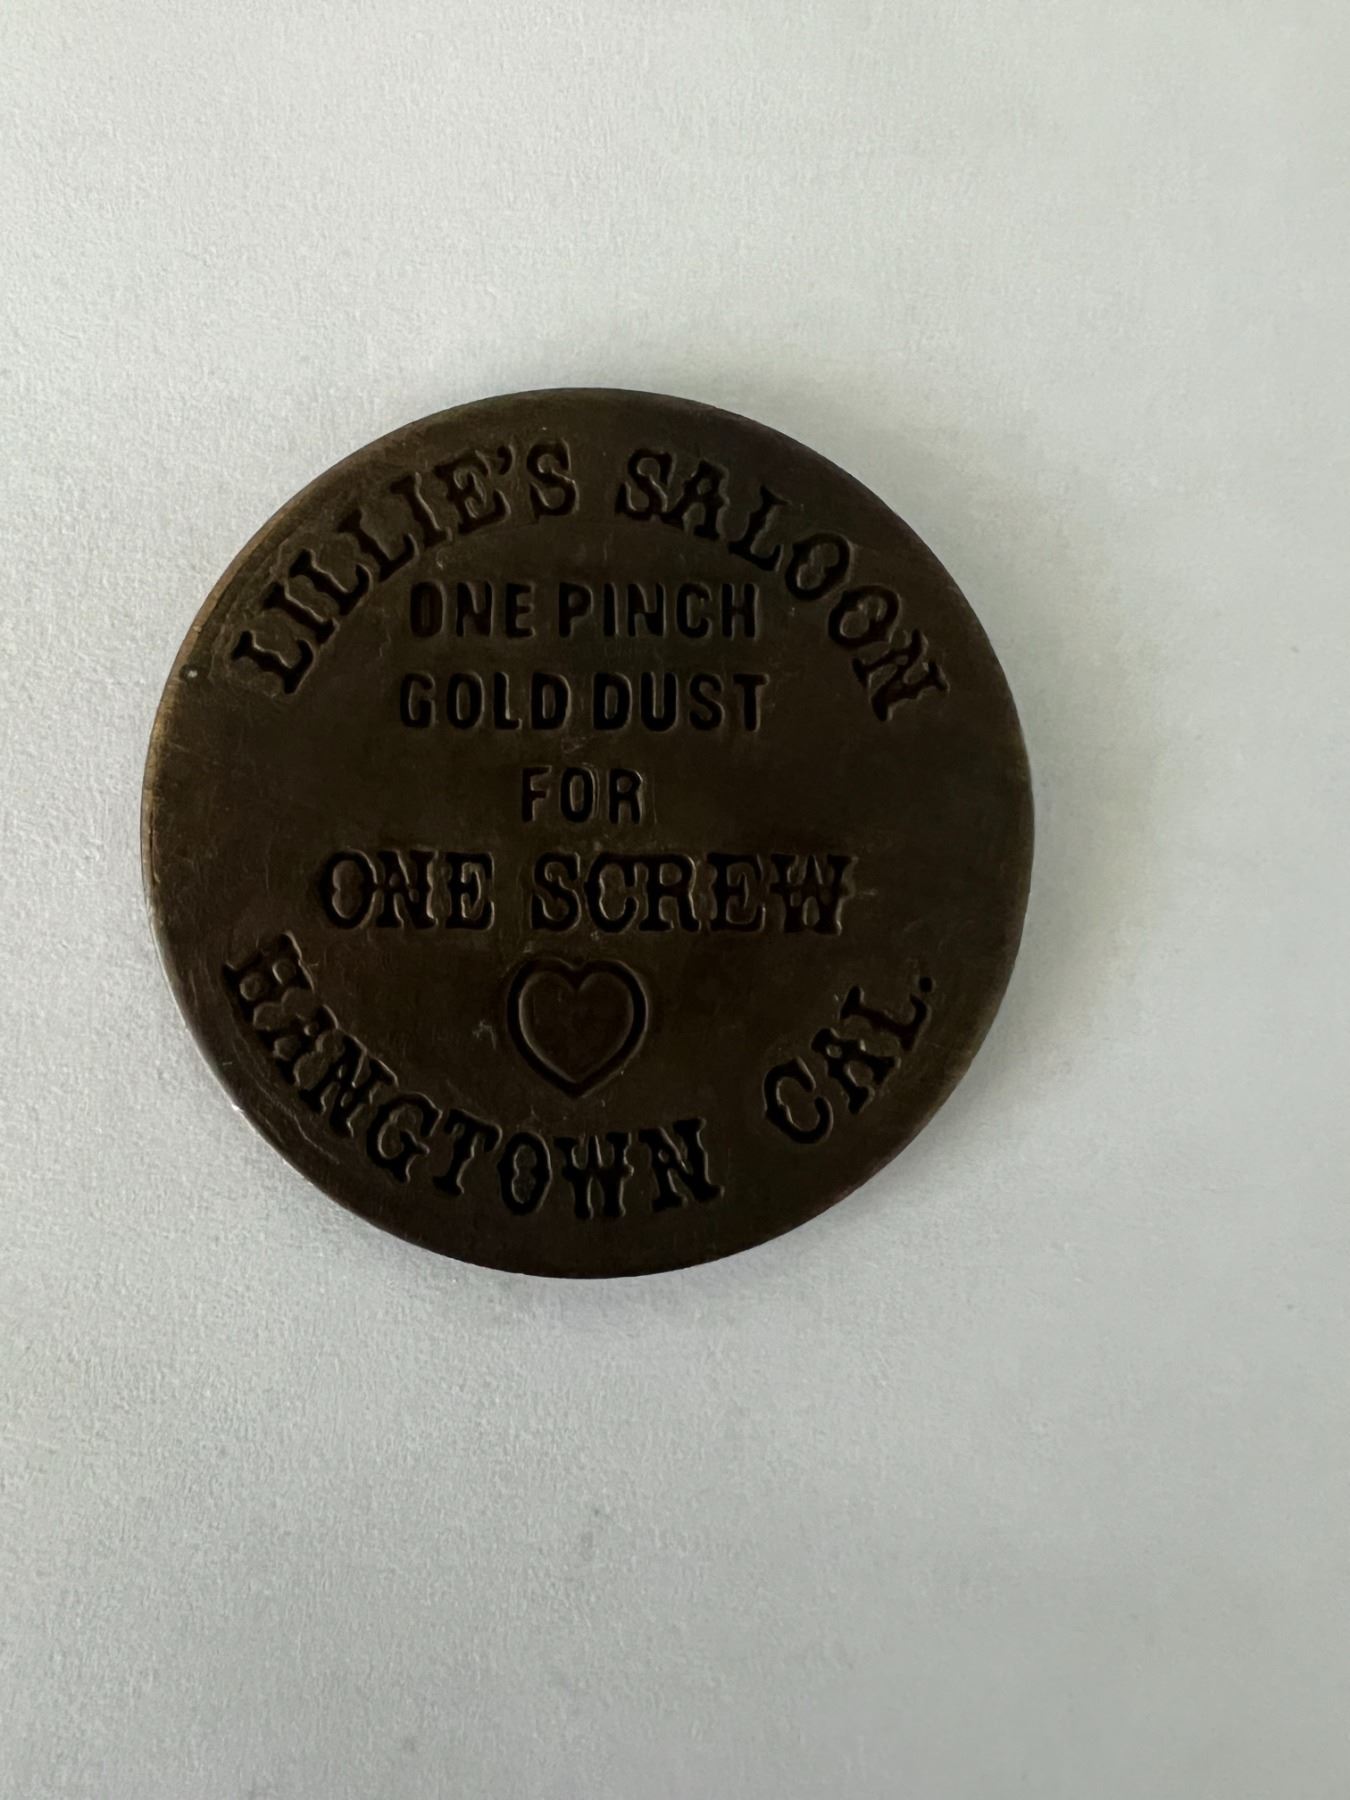 LILLIE'S SALOON
ONE PINCH
GOLD DUST
FOR
ONE SCREW
HANGTOWN CAL.